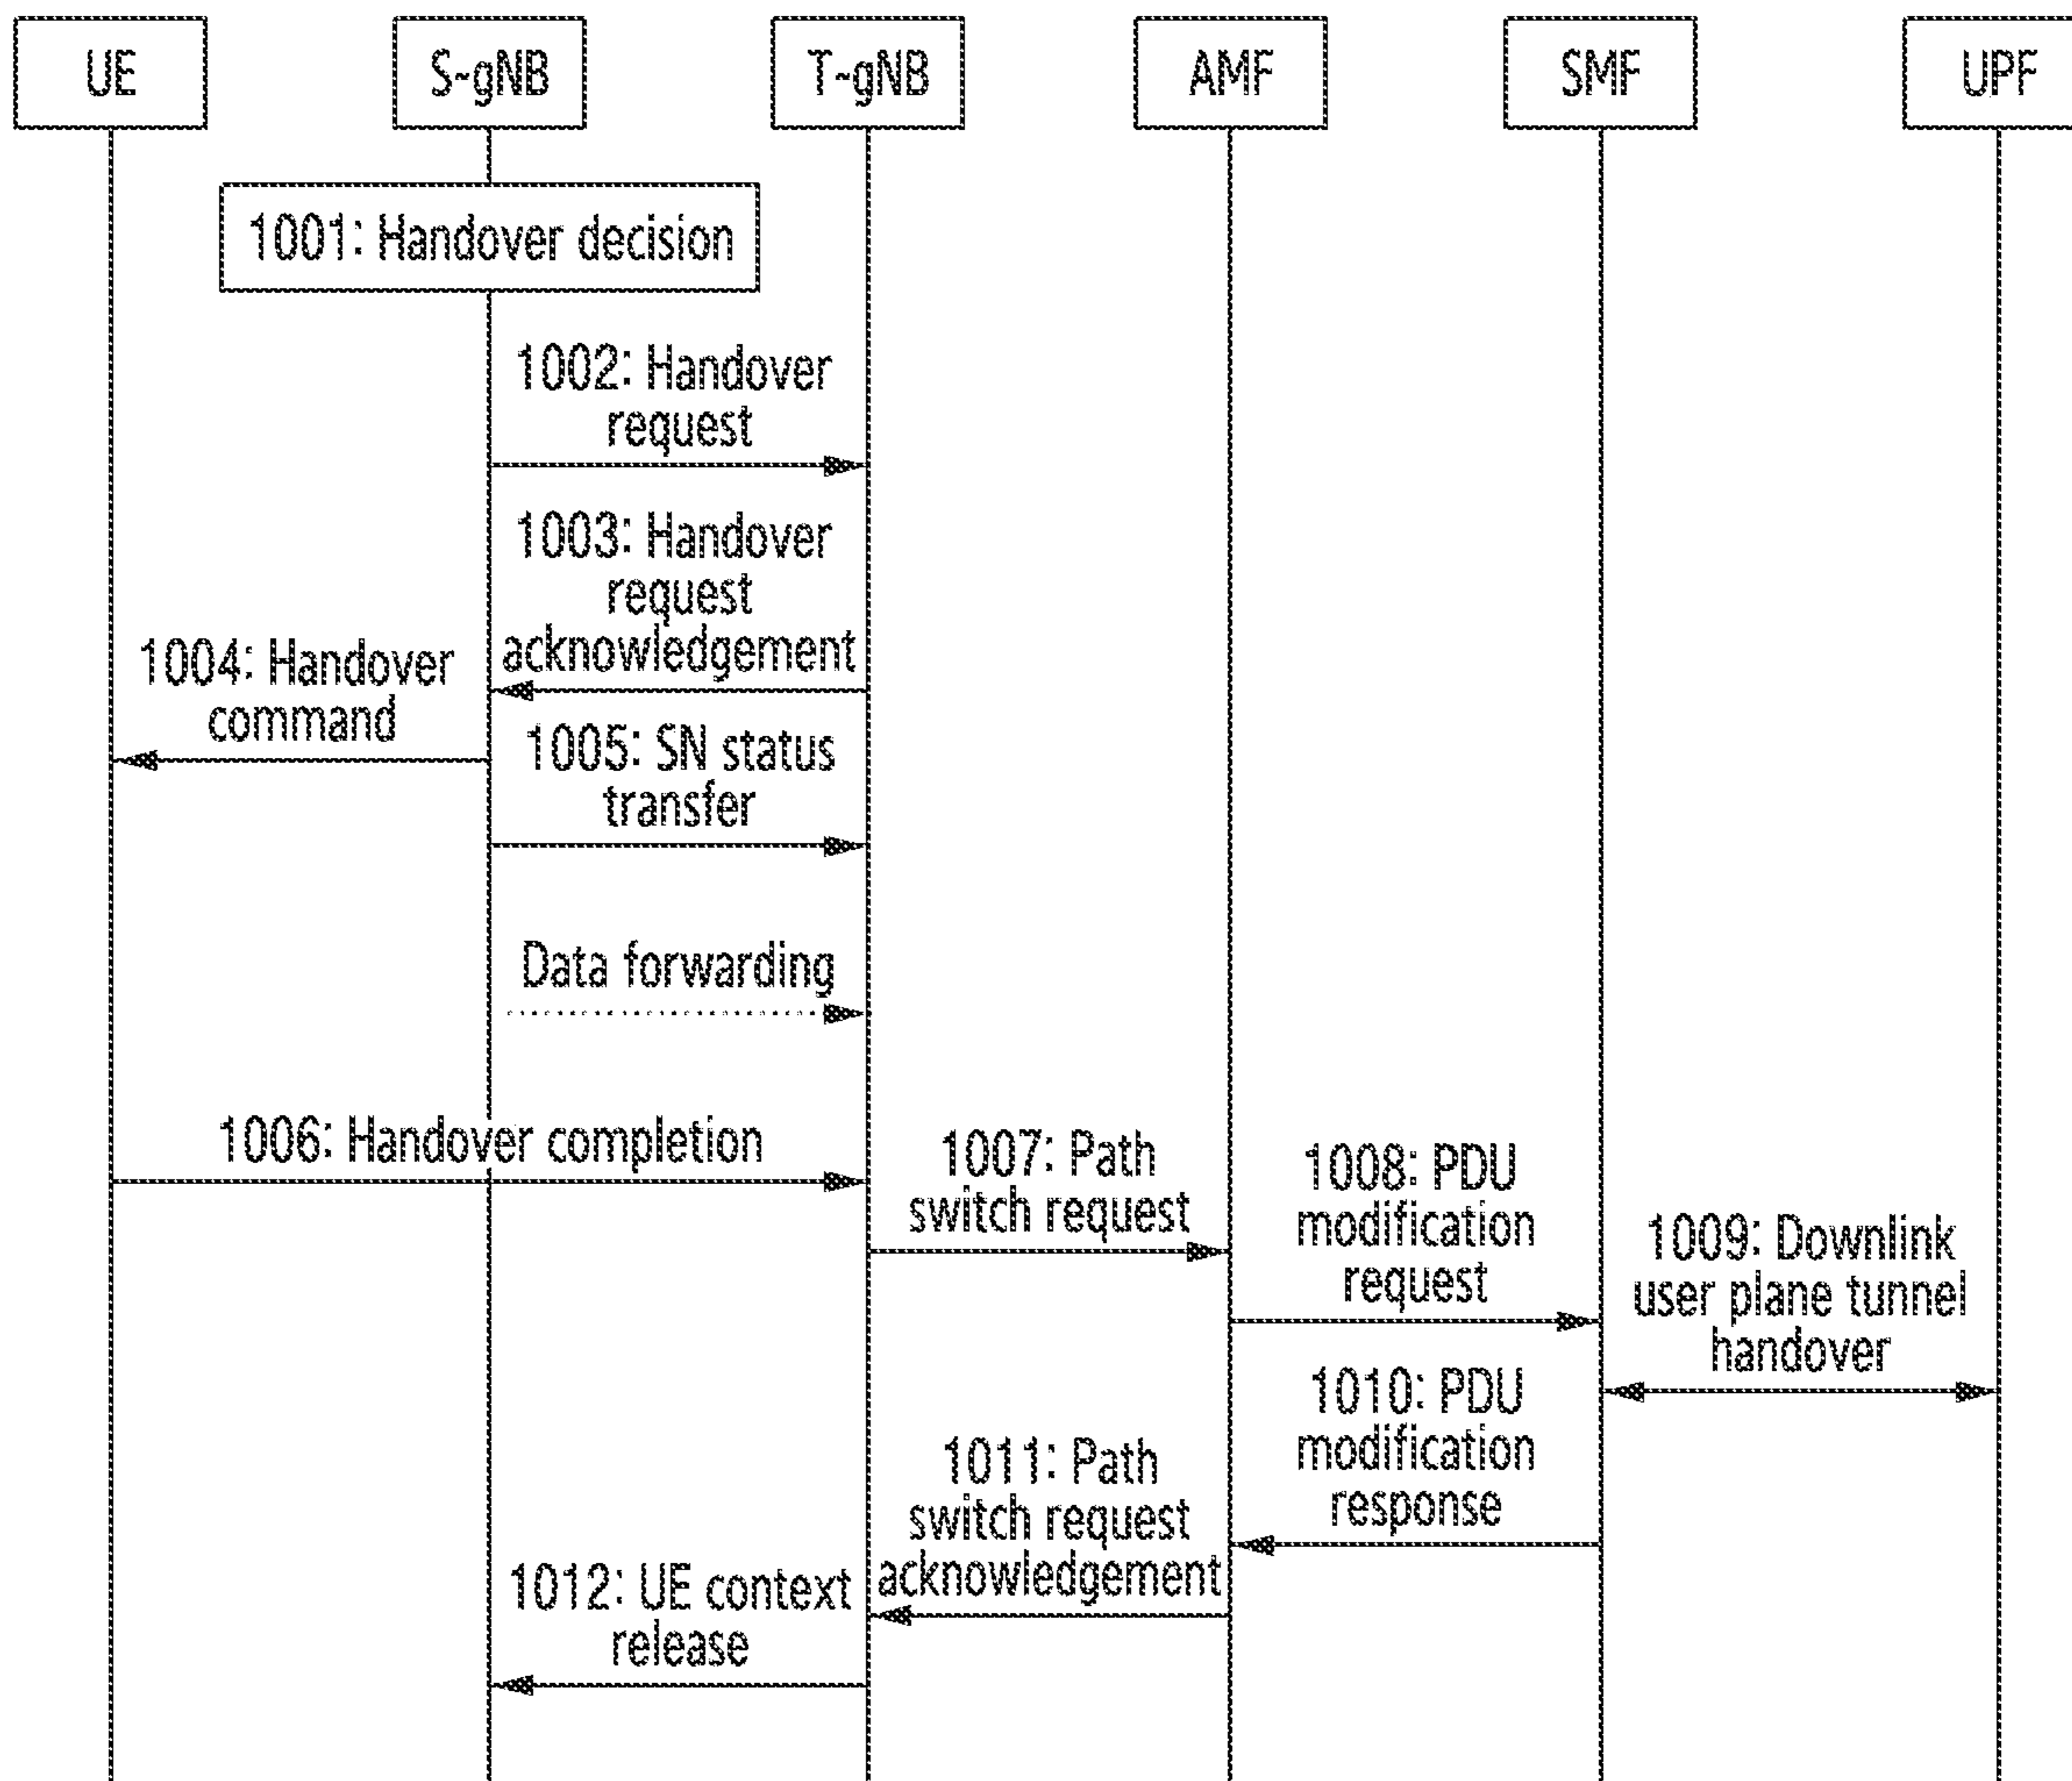 UE
S-gNB
T-gNB
AMF
SMF
UPF
1001: Handover decision
1002: Handover
request
1003: Handover
request
acknowledgement
1004: Handover
command
1005: SN status
transfer
Data forwarding
1006: Handover completion
1007: Path
switch request
1008: PDU
modification
request
1009: Downlink
user plane tunnel
handover
1010: PDU
modification
response
1011: Path
switch request
acknowledgement
1012: UE context
release